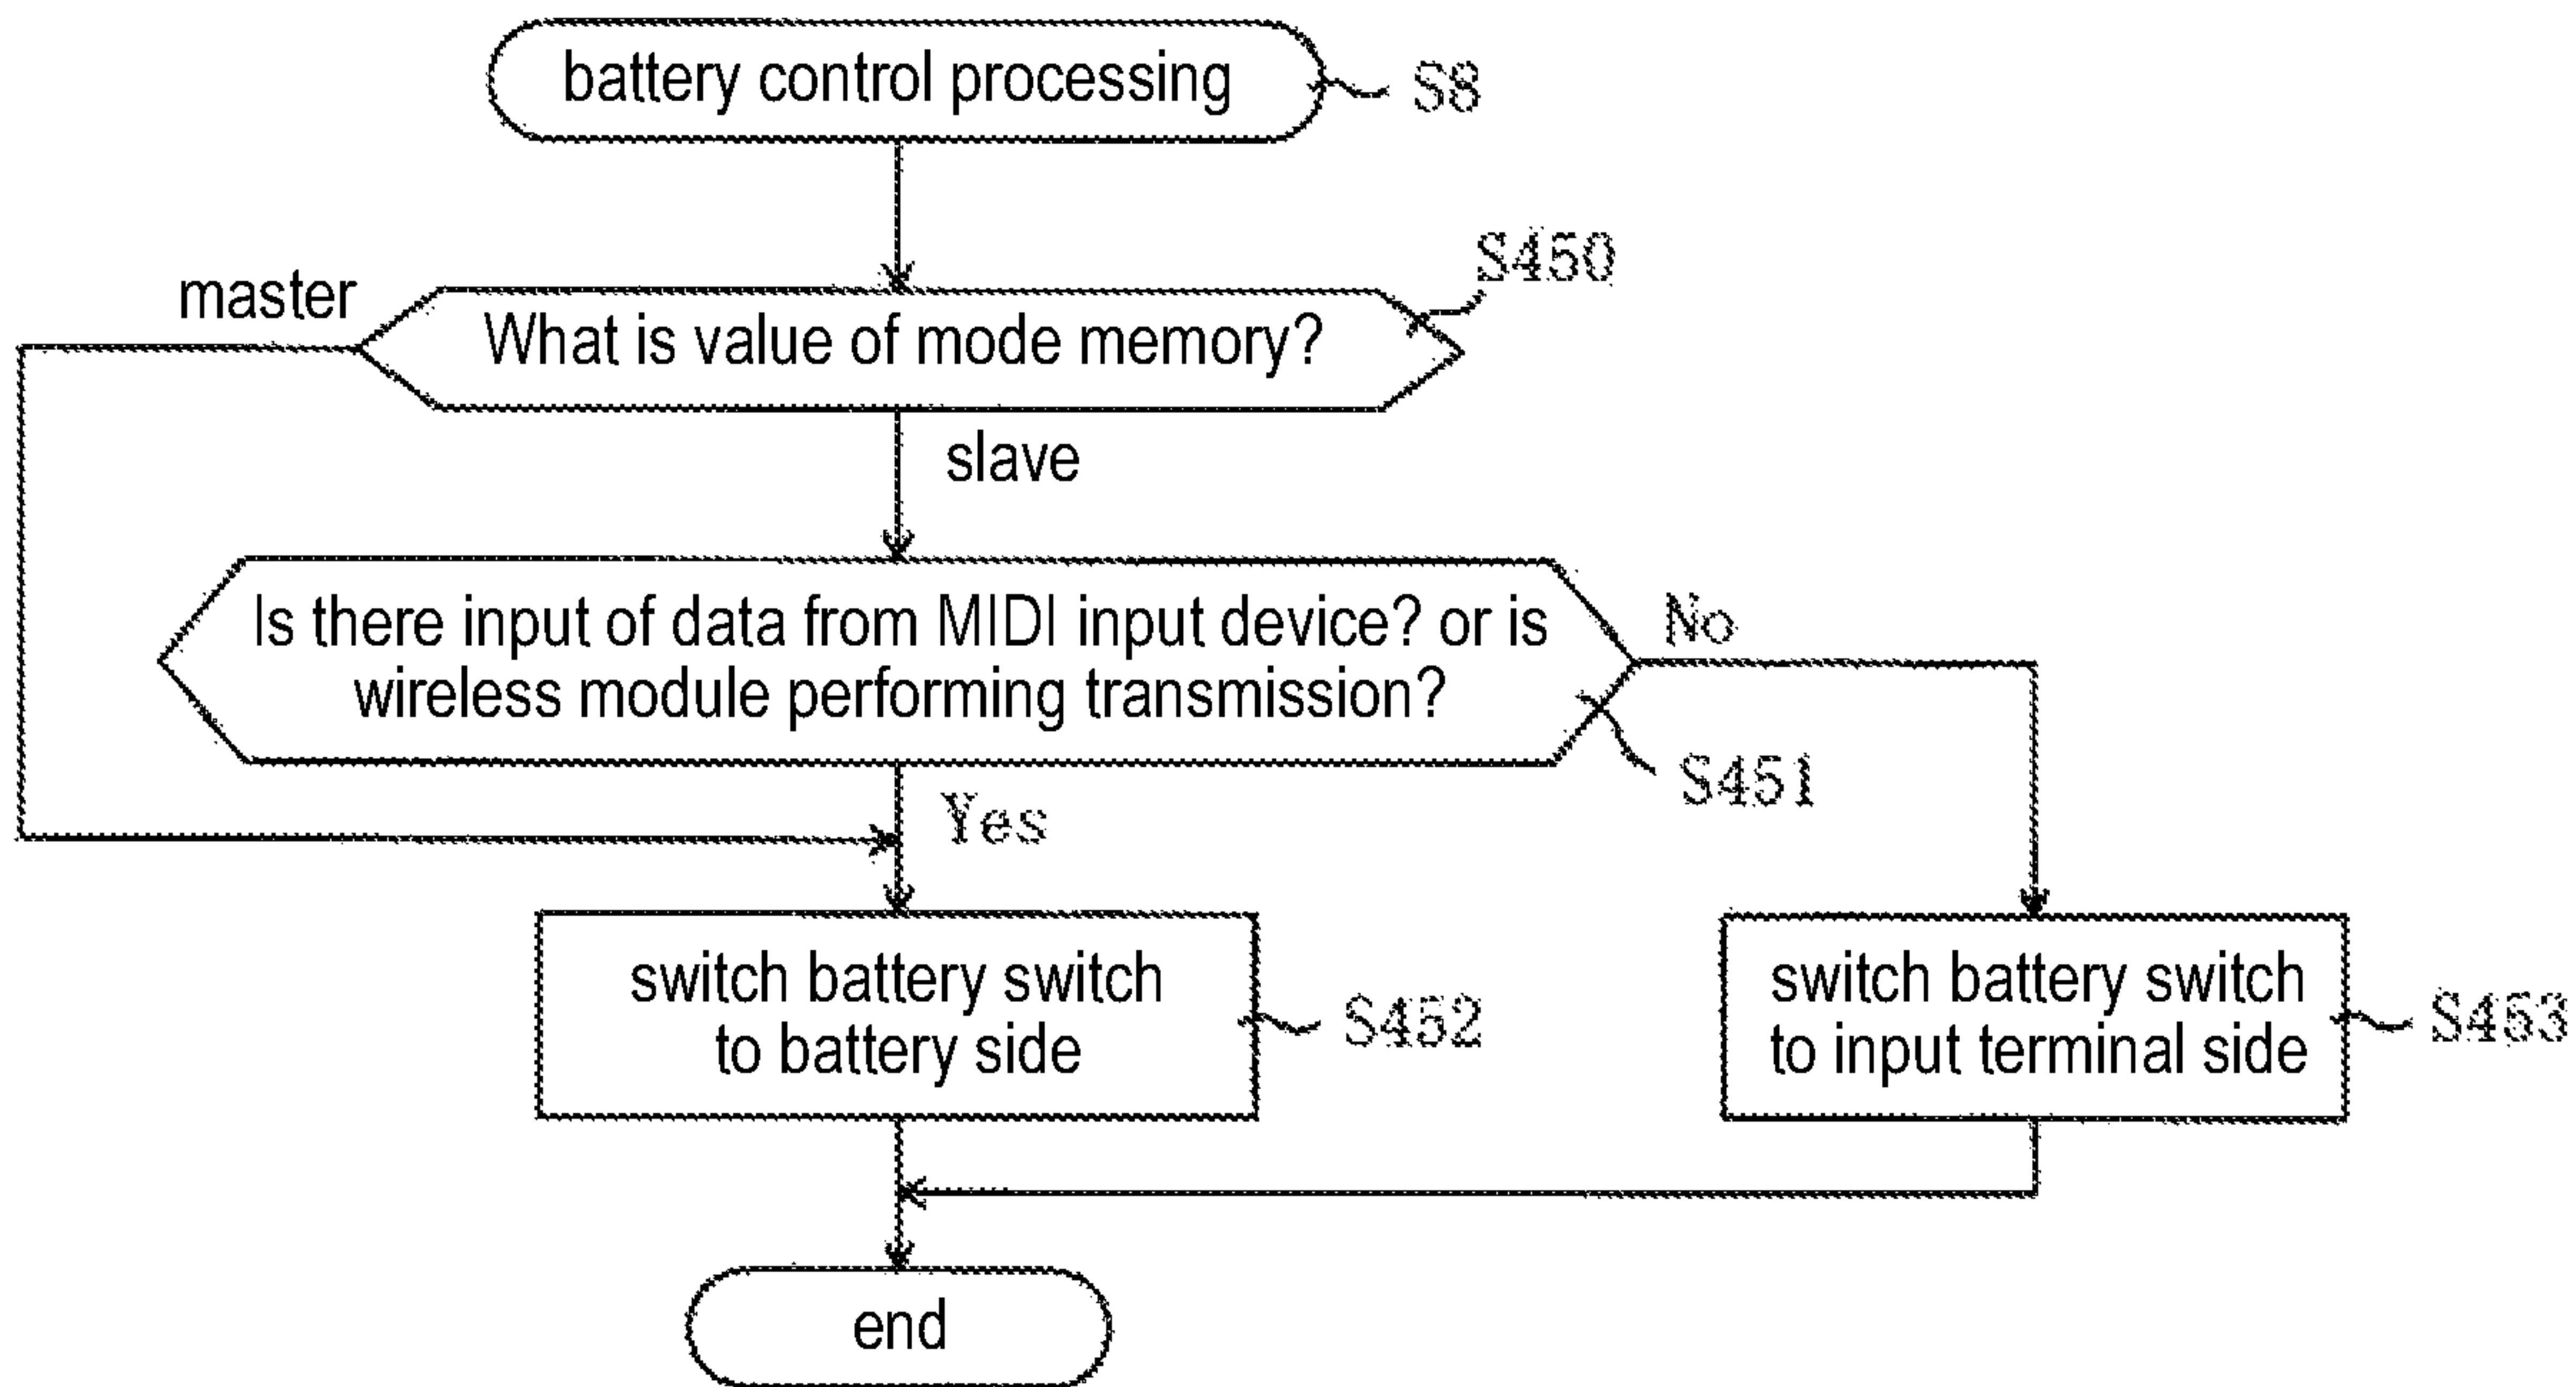 battery control processing
S8
S450
master
What is value of mode memory?
slave
Is there input of data from MIDI input device? or is
wireless module performing transmission?
No
S451
Yes
switch battery switch
to battery side
S452
switch battery switch
to input terminal side
S453
end